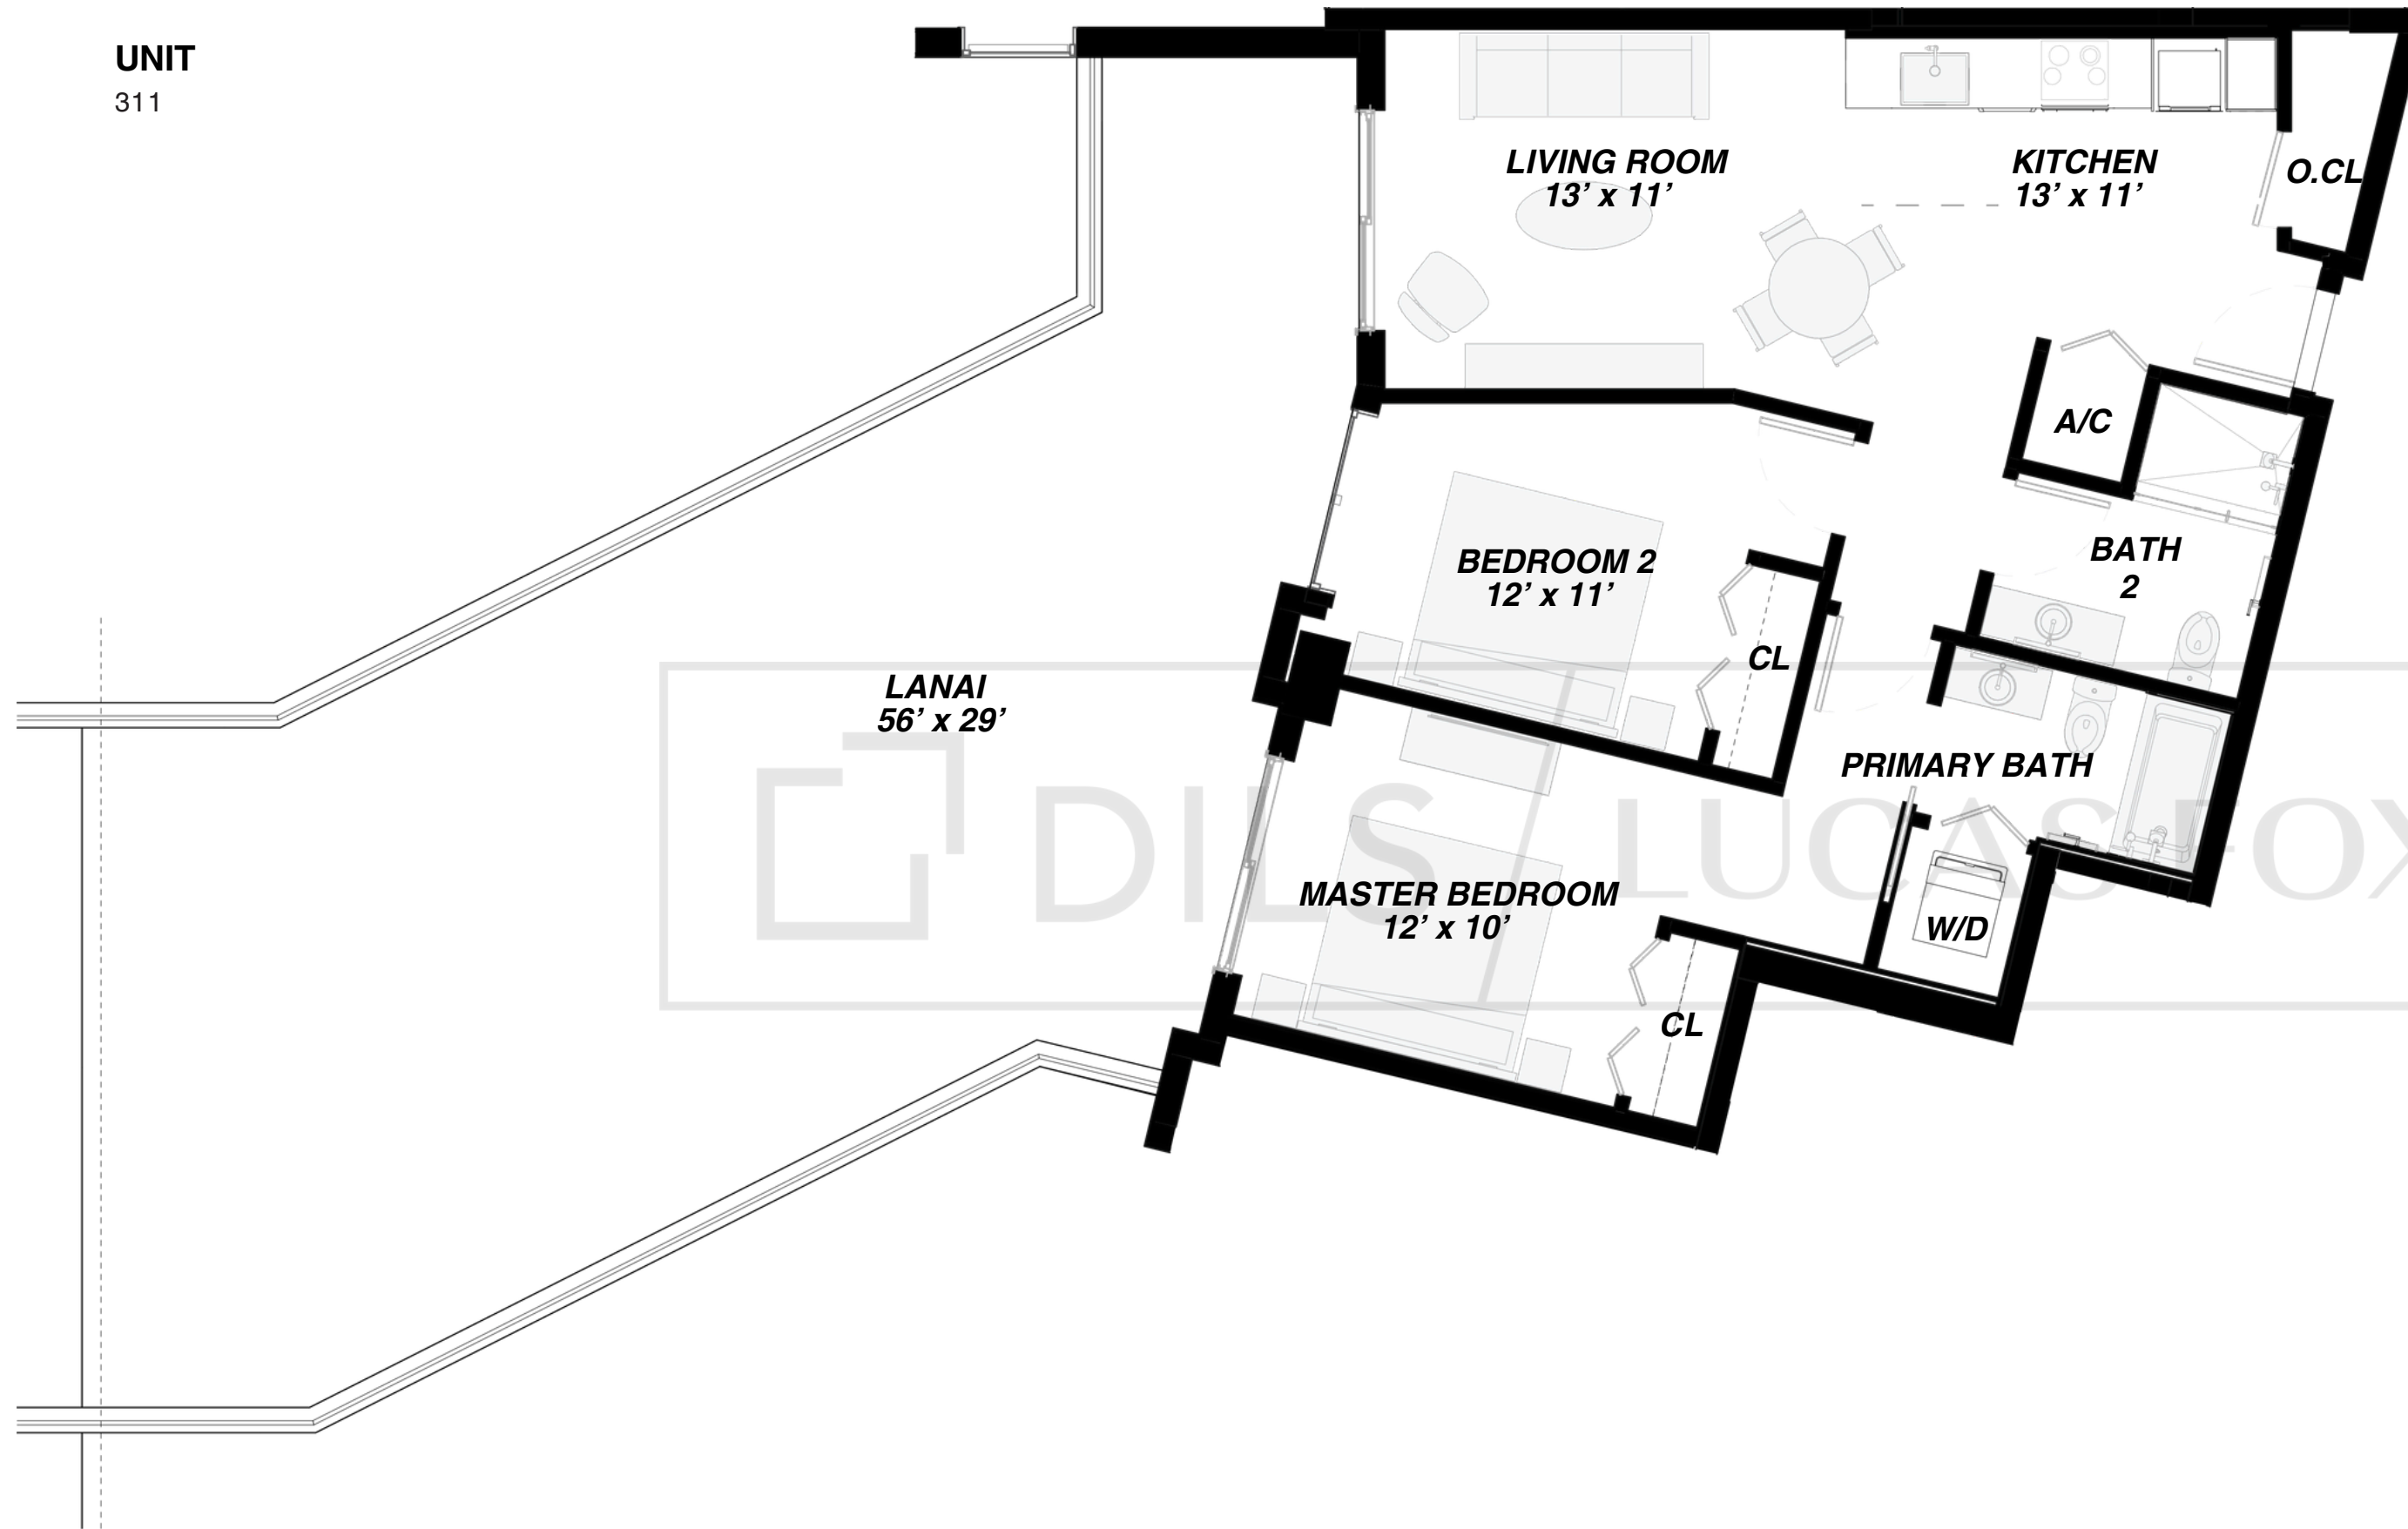 UNIT
311
LIVING ROOM
13’ x 11’
KITCHEN
13’ x 11’
O.CL
A/C
BATH
2
BEDROOM 2
12’ x 11’
CL
LANAI
56’ x 29’
PRIMARY BATH
MASTER BEDROOM
12’ x 10’
W/D
CL
DILS / LUCAS FOX